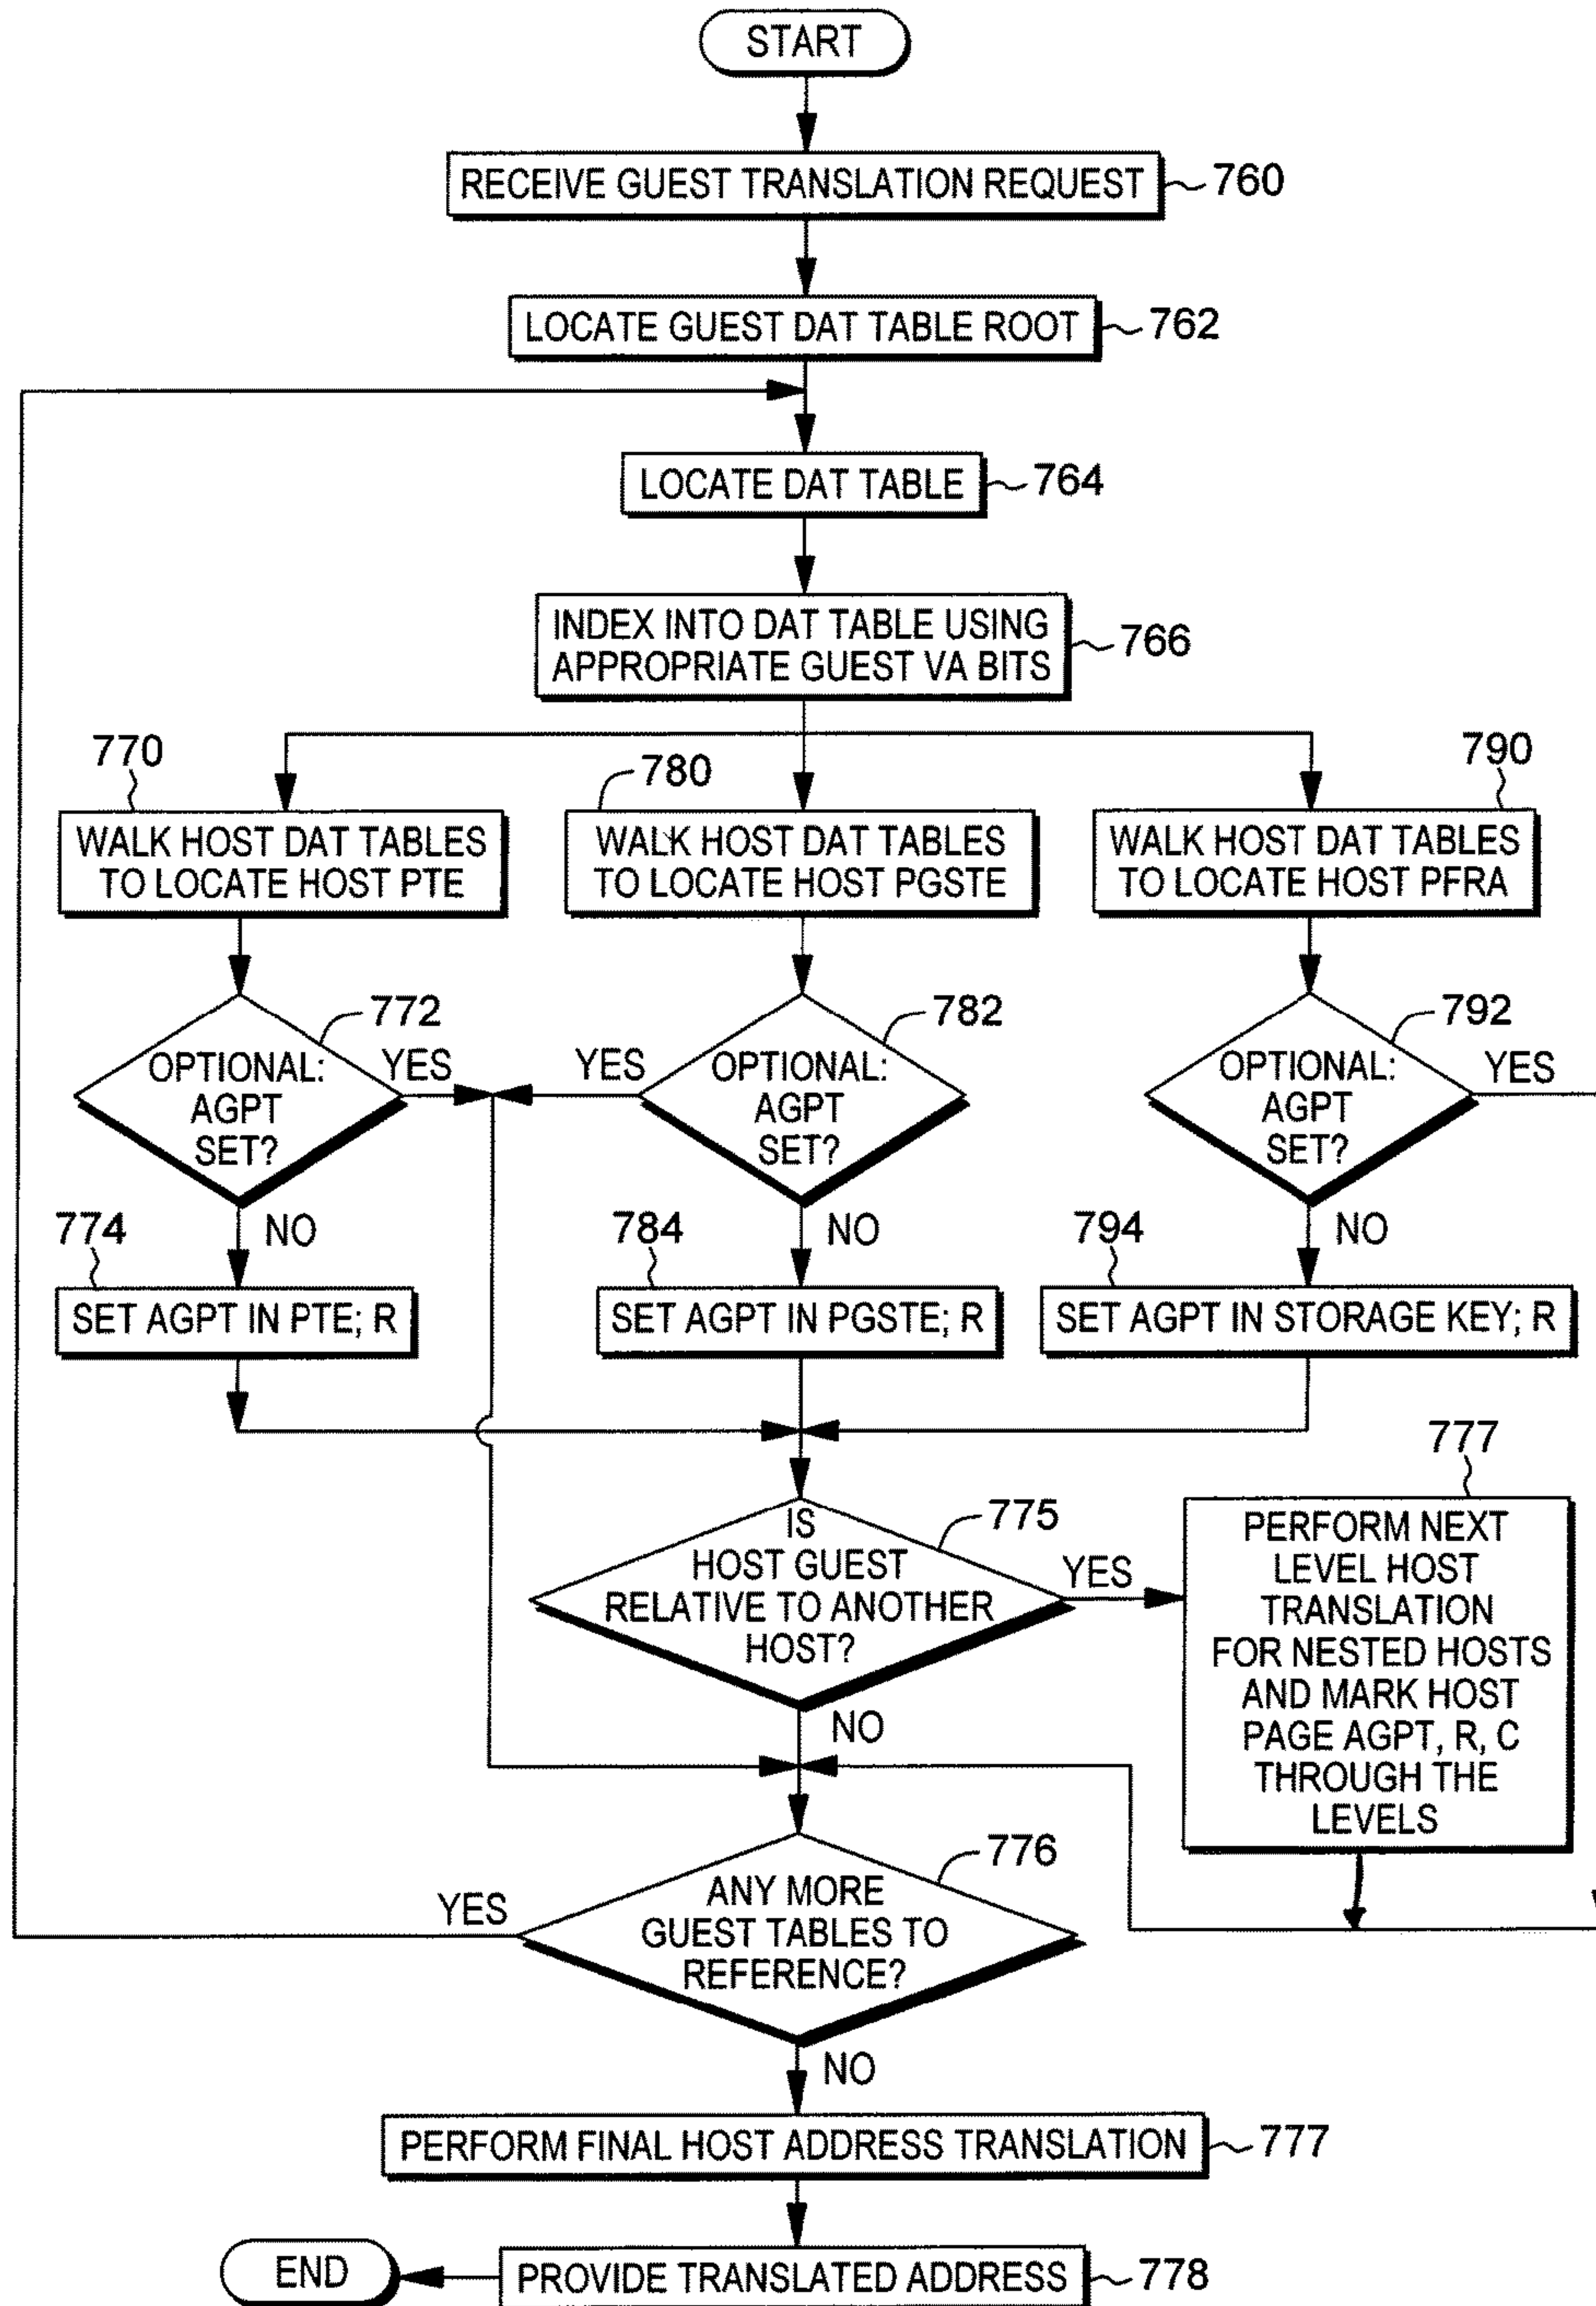 START
RECEIVE GUEST TRANSLATION REQUEST
760
LOCATE GUEST DAT TABLE ROOT
762
LOCATE DAT TABLE
764
INDEX INTO DAT TABLE USING
APPROPRIATE GUEST VA BITS
766
770
WALK HOST DAT TABLES
TO LOCATE HOST PTE
780
WALK HOST DAT TABLES
TO LOCATE HOST PGSTE
790
WALK HOST DAT TABLES
TO LOCATE HOST PFRA
772
OPTIONAL:
AGPT
SET?
YES
NO
782
OPTIONAL:
AGPT
SET?
YES
NO
792
OPTIONAL:
AGPT
SET?
YES
NO
774
SET AGPT IN PTE; R
784
SET AGPT IN PGSTE; R
794
SET AGPT IN STORAGE KEY; R
775
IS
HOST GUEST
RELATIVE TO ANOTHER
HOST?
YES
NO
777
PERFORM NEXT
LEVEL HOST
TRANSLATION
FOR NESTED HOSTS
AND MARK HOST
PAGE AGPT, R, C
THROUGH THE
LEVELS
776
ANY MORE
GUEST TABLES TO
REFERENCE?
YES
NO
PERFORM FINAL HOST ADDRESS TRANSLATION
777
PROVIDE TRANSLATED ADDRESS
778
END